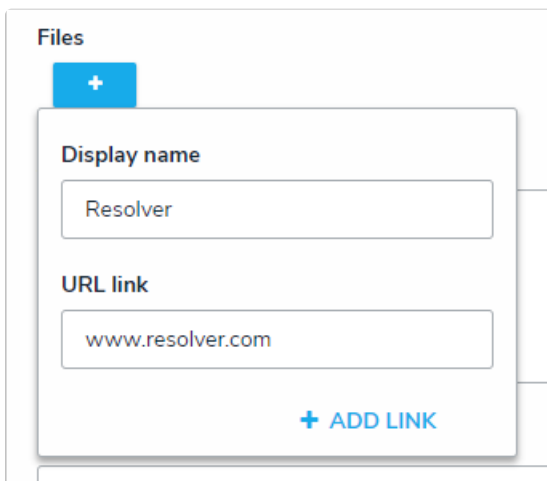 Files
+
Display name
Resolver
URL link
www.resolver.com
+ ADD LINK